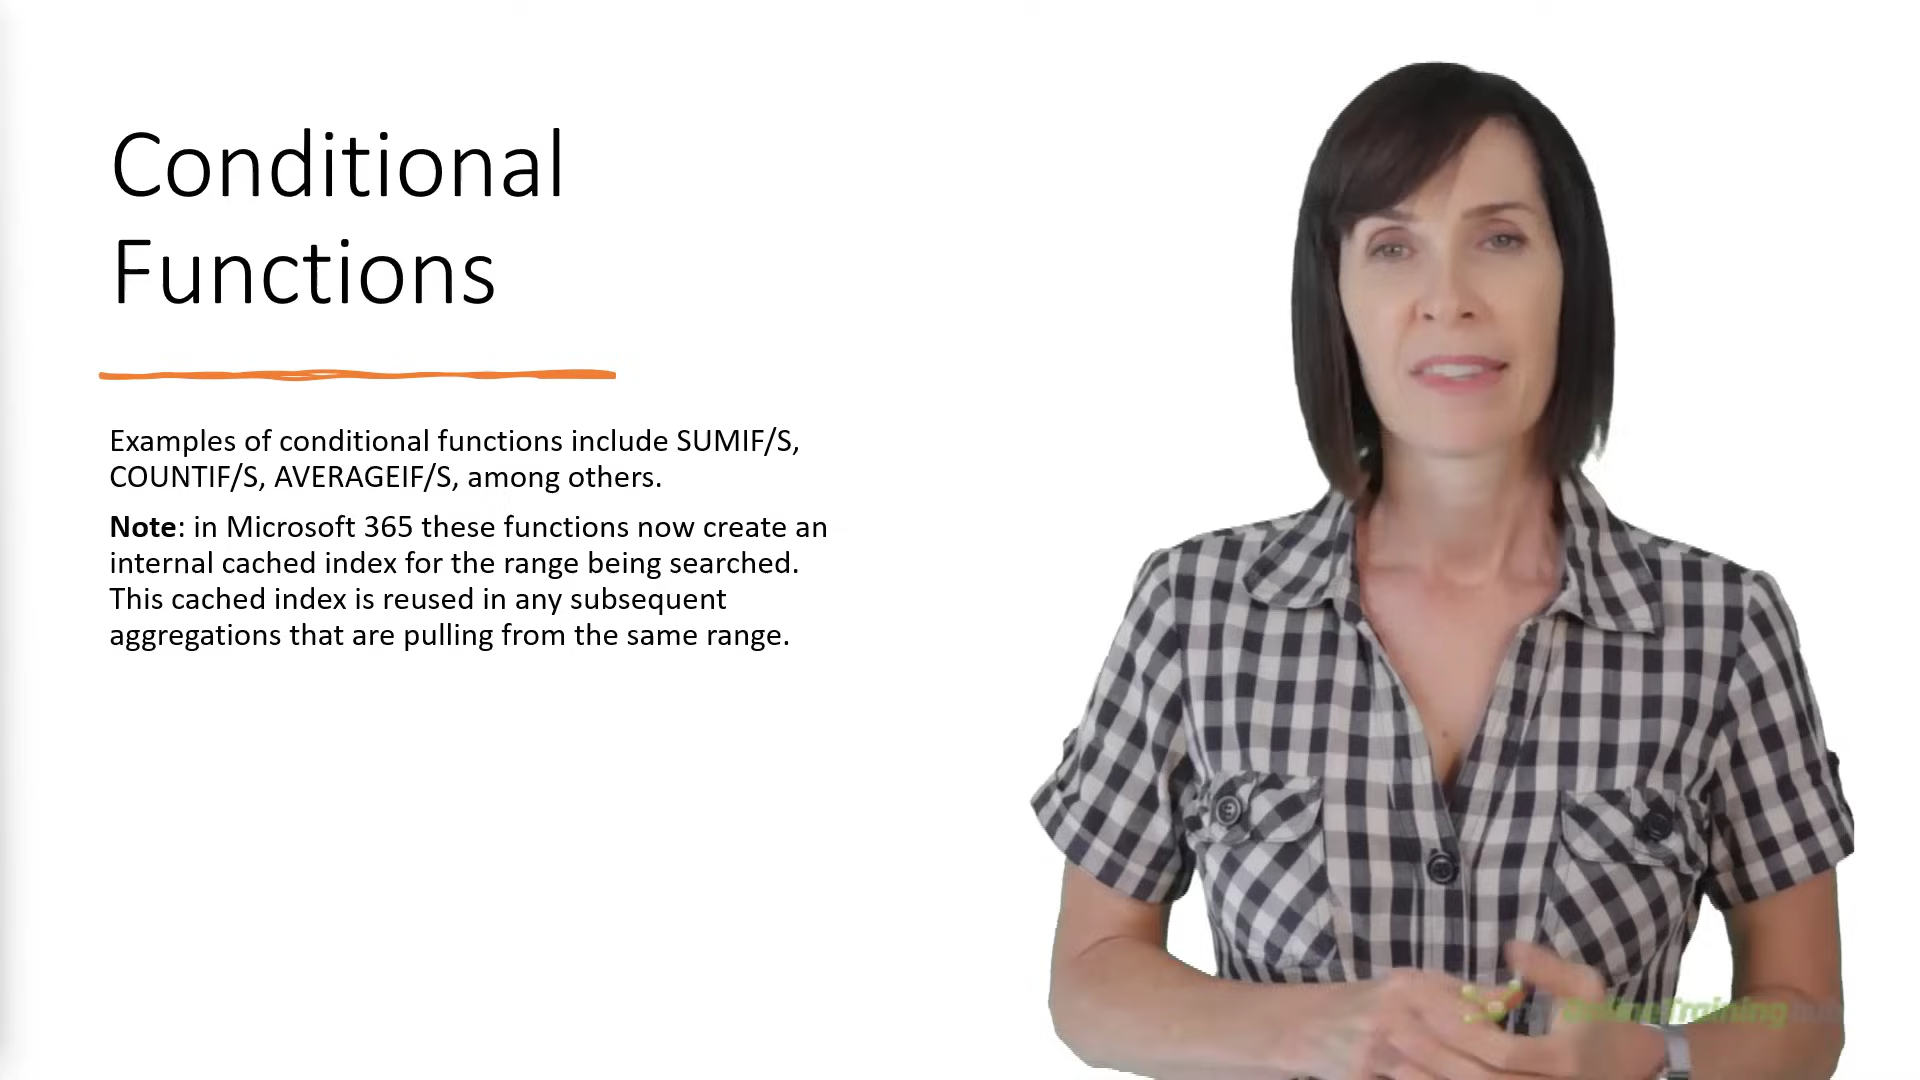 Conditional
Functions
Examples of conditional functions include SUMIF/S,
COUNTIF/S, AVERAGEIF/S, among others.
Note: in Microsoft 365 these functions now create an
internal cached index for the range being searched.
This cached index is reused in any subsequent
aggregations that are pulling from the same range.
OnlineTraining